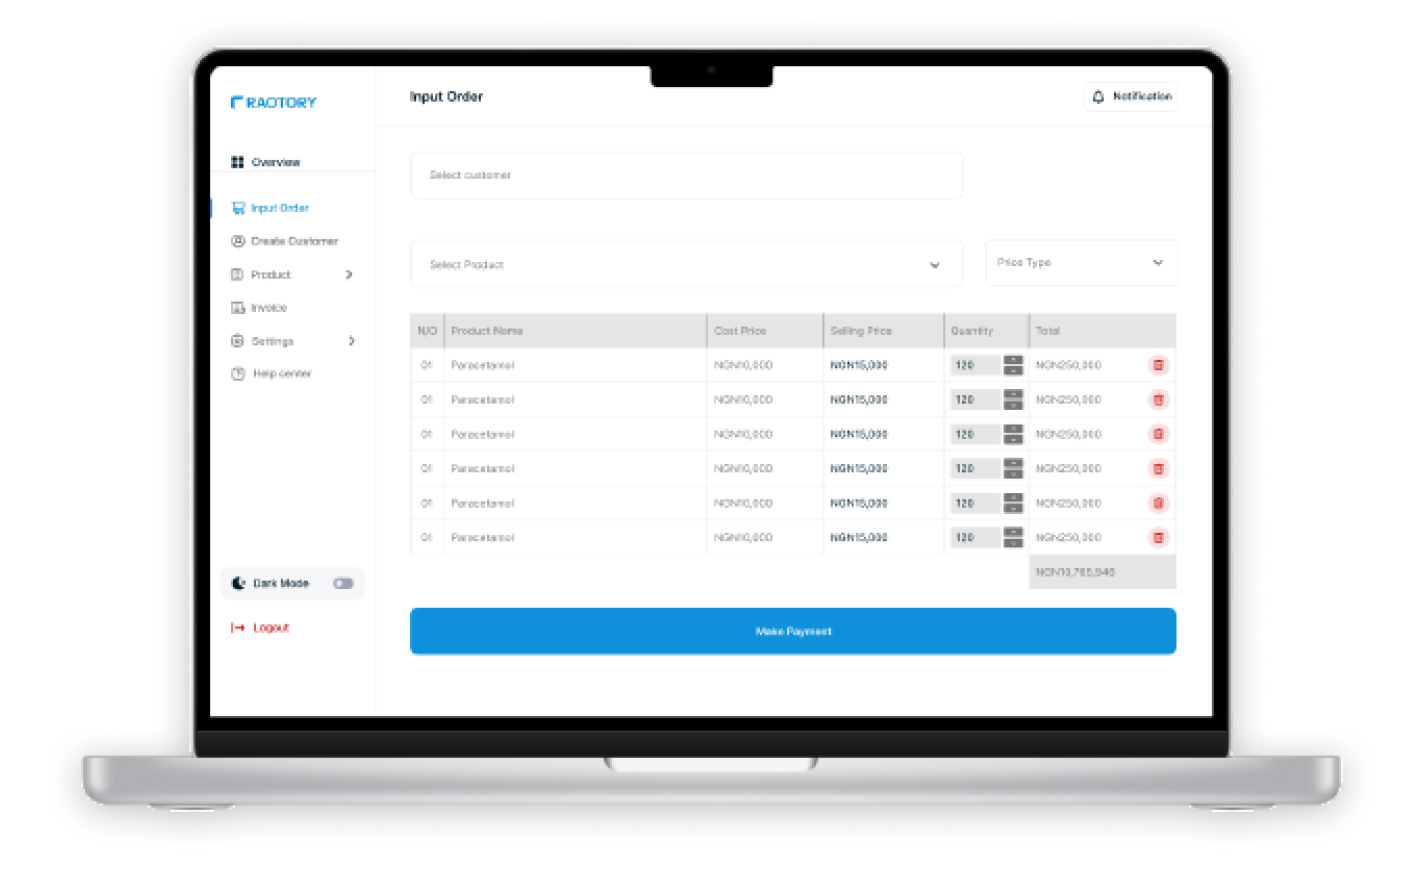 RACTORY
Input Order
Notification
Overview
Select customer
Input Order
Create Customer
Product
Select Product
Price Type
Invoice
Settings
Help center
N/O Product Name Cost Price Selling Price Quantity Total
01 Paracetamol NGN10,000 NGN15,000 120 NGN250,000
01 Paracetamol NGN10,000 NGN15,000 120 NGN250,000
01 Paracetamol NGN10,000 NGN15,000 120 NGN250,000
01 Paracetamol NGN10,000 NGN15,000 120 NGN250,000
01 Paracetamol NGN10,000 NGN15,000 120 NGN250,000
01 Paracetamol NGN10,000 NGN15,000 120 NGN250,000
Dark Mode
Logout
Make Payment